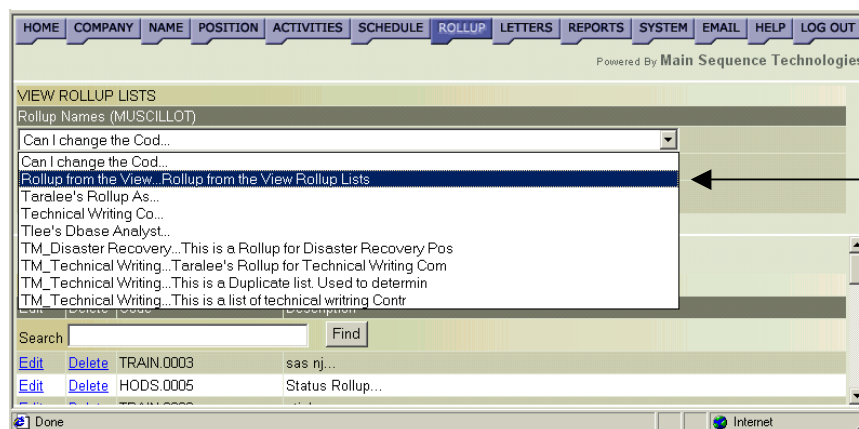 HOME COMPANY NAME POSITION ACTIVITIES SCHEDULE ROLLUP LETTERS REPORTS SYSTEM EMAIL HELP LOG OUT
Powered By Main Sequence Technologies
VIEW ROLLUP LISTS
Rollup Names (MUSCILLOT)
Can I change the Cod...
Can I change the Cod...
Rollup from the View...Rollup from the View Rollup Lists
Taralee's Rollup As...
Technical Writing Co...
Tlee's Dbase Analyst...
TM_Disaster Recovery...This is a Rollup for Disaster Recovery Pos
TM_Technical Writing...Taralee's Rollup for Technical Writing Com
TM_Technical Writing...This is a Duplicate list. Used to determin
TM_Technical Writing...This is a list of technical writring Contr
Edit Delete Code Description
Search Find
Edit Delete TRAIN.0003 sas nj...
Edit Delete HODS.0005 Status Rollup...
Done Internet